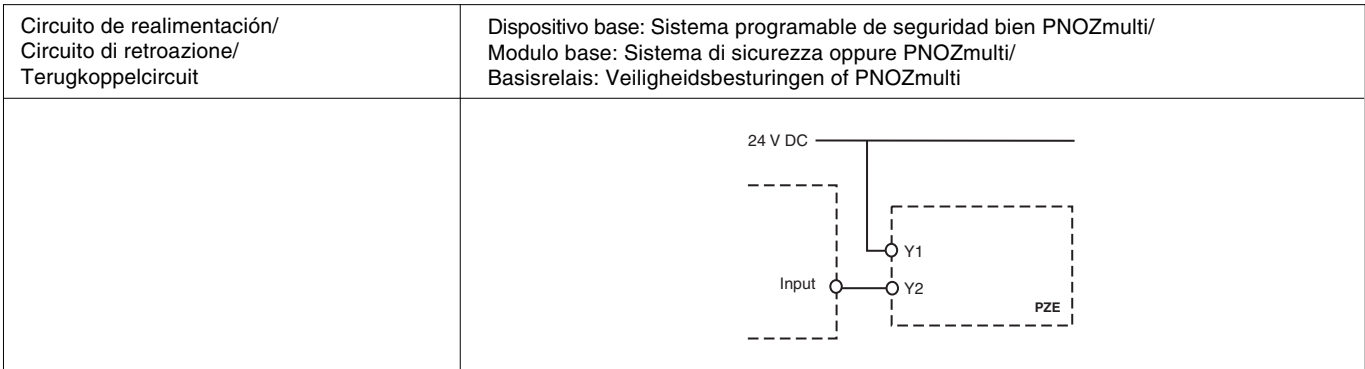 Circuito de realimentación/
Circuito di retroazione/
Terugkoppelcircuit
Dispositivo base: Sistema programable de seguridad bien PNOZmulti/
Modulo base: Sistema di sicurezza oppure PNOZmulti/
Basisrelais: Veiligheidsbesturingen of PNOZmulti
24 V DC
Y1
Input
Y2
PZE